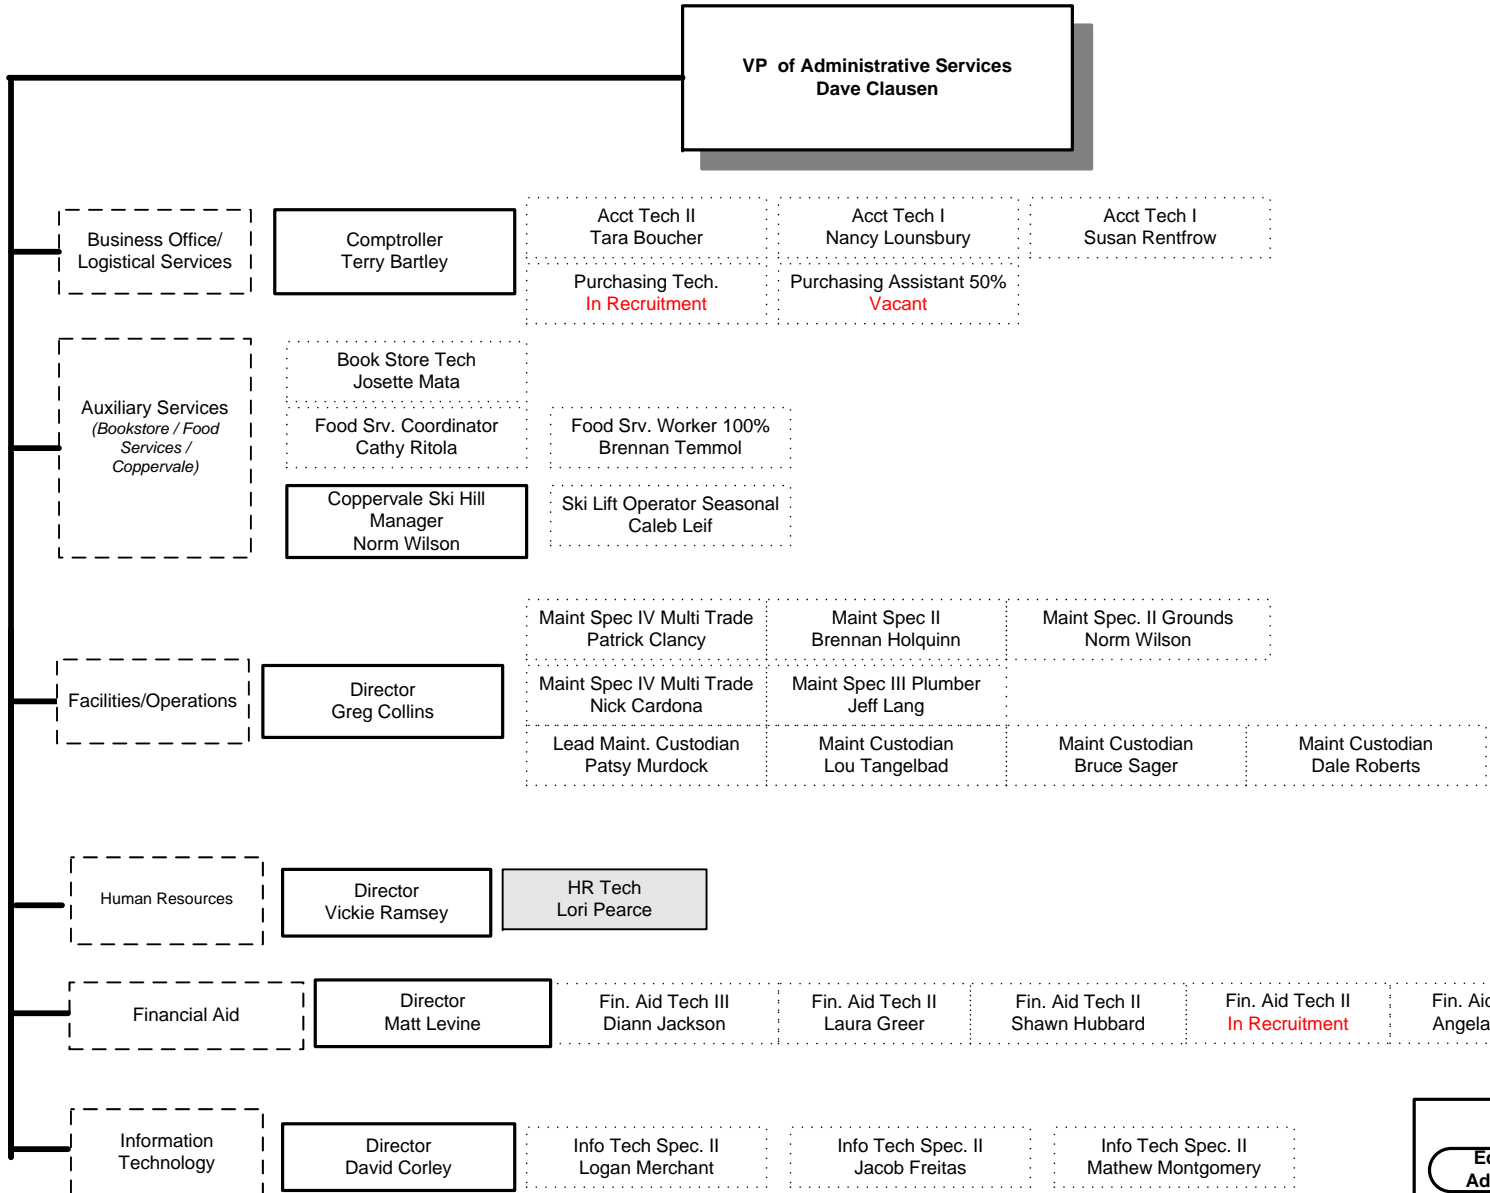 VP of Administrative Services
Dave Clausen
Business Office/
Logistical Services
Comptroller
Terry Bartley
Acct Tech II
Tara Boucher
Acct Tech I
Nancy Lounsbury
Acct Tech I
Susan Rentfrow
Purchasing Tech.
In Recruitment
Purchasing Assistant 50%
Vacant
Auxiliary Services
(Bookstore / Food
Services /
Coppervale)
Book Store Tech
Josette Mata
Food Srv. Coordinator
Cathy Ritola
Food Srv. Worker 100%
Brennan Temmol
Coppervale Ski Hill
Manager
Norm Wilson
Ski Lift Operator Seasonal
Caleb Leif
Facilities/Operations
Director
Greg Collins
Maint Spec IV Multi Trade
Patrick Clancy
Maint Spec II
Brennan Holquinn
Maint Spec. II Grounds
Norm Wilson
Maint Spec IV Multi Trade
Nick Cardona
Maint Spec III Plumber
Jeff Lang
Lead Maint. Custodian
Patsy Murdock
Maint Custodian
Lou Tangelbad
Maint Custodian
Bruce Sager
Maint Custodian
Dale Roberts
Human Resources
Director
Vickie Ramsey
HR Tech
Lori Pearce
Financial Aid
Director
Matt Levine
Fin. Aid Tech III
Diann Jackson
Fin. Aid Tech II
Laura Greer
Fin. Aid Tech II
Shawn Hubbard
Fin. Aid Tech II
In Recruitment
Fin.
Angela
Information
Technology
Director
David Corley
Info Tech Spec. II
Logan Merchant
Info Tech Spec. II
Jacob Freitas
Info Tech Spec. II
Mathew Montgomery